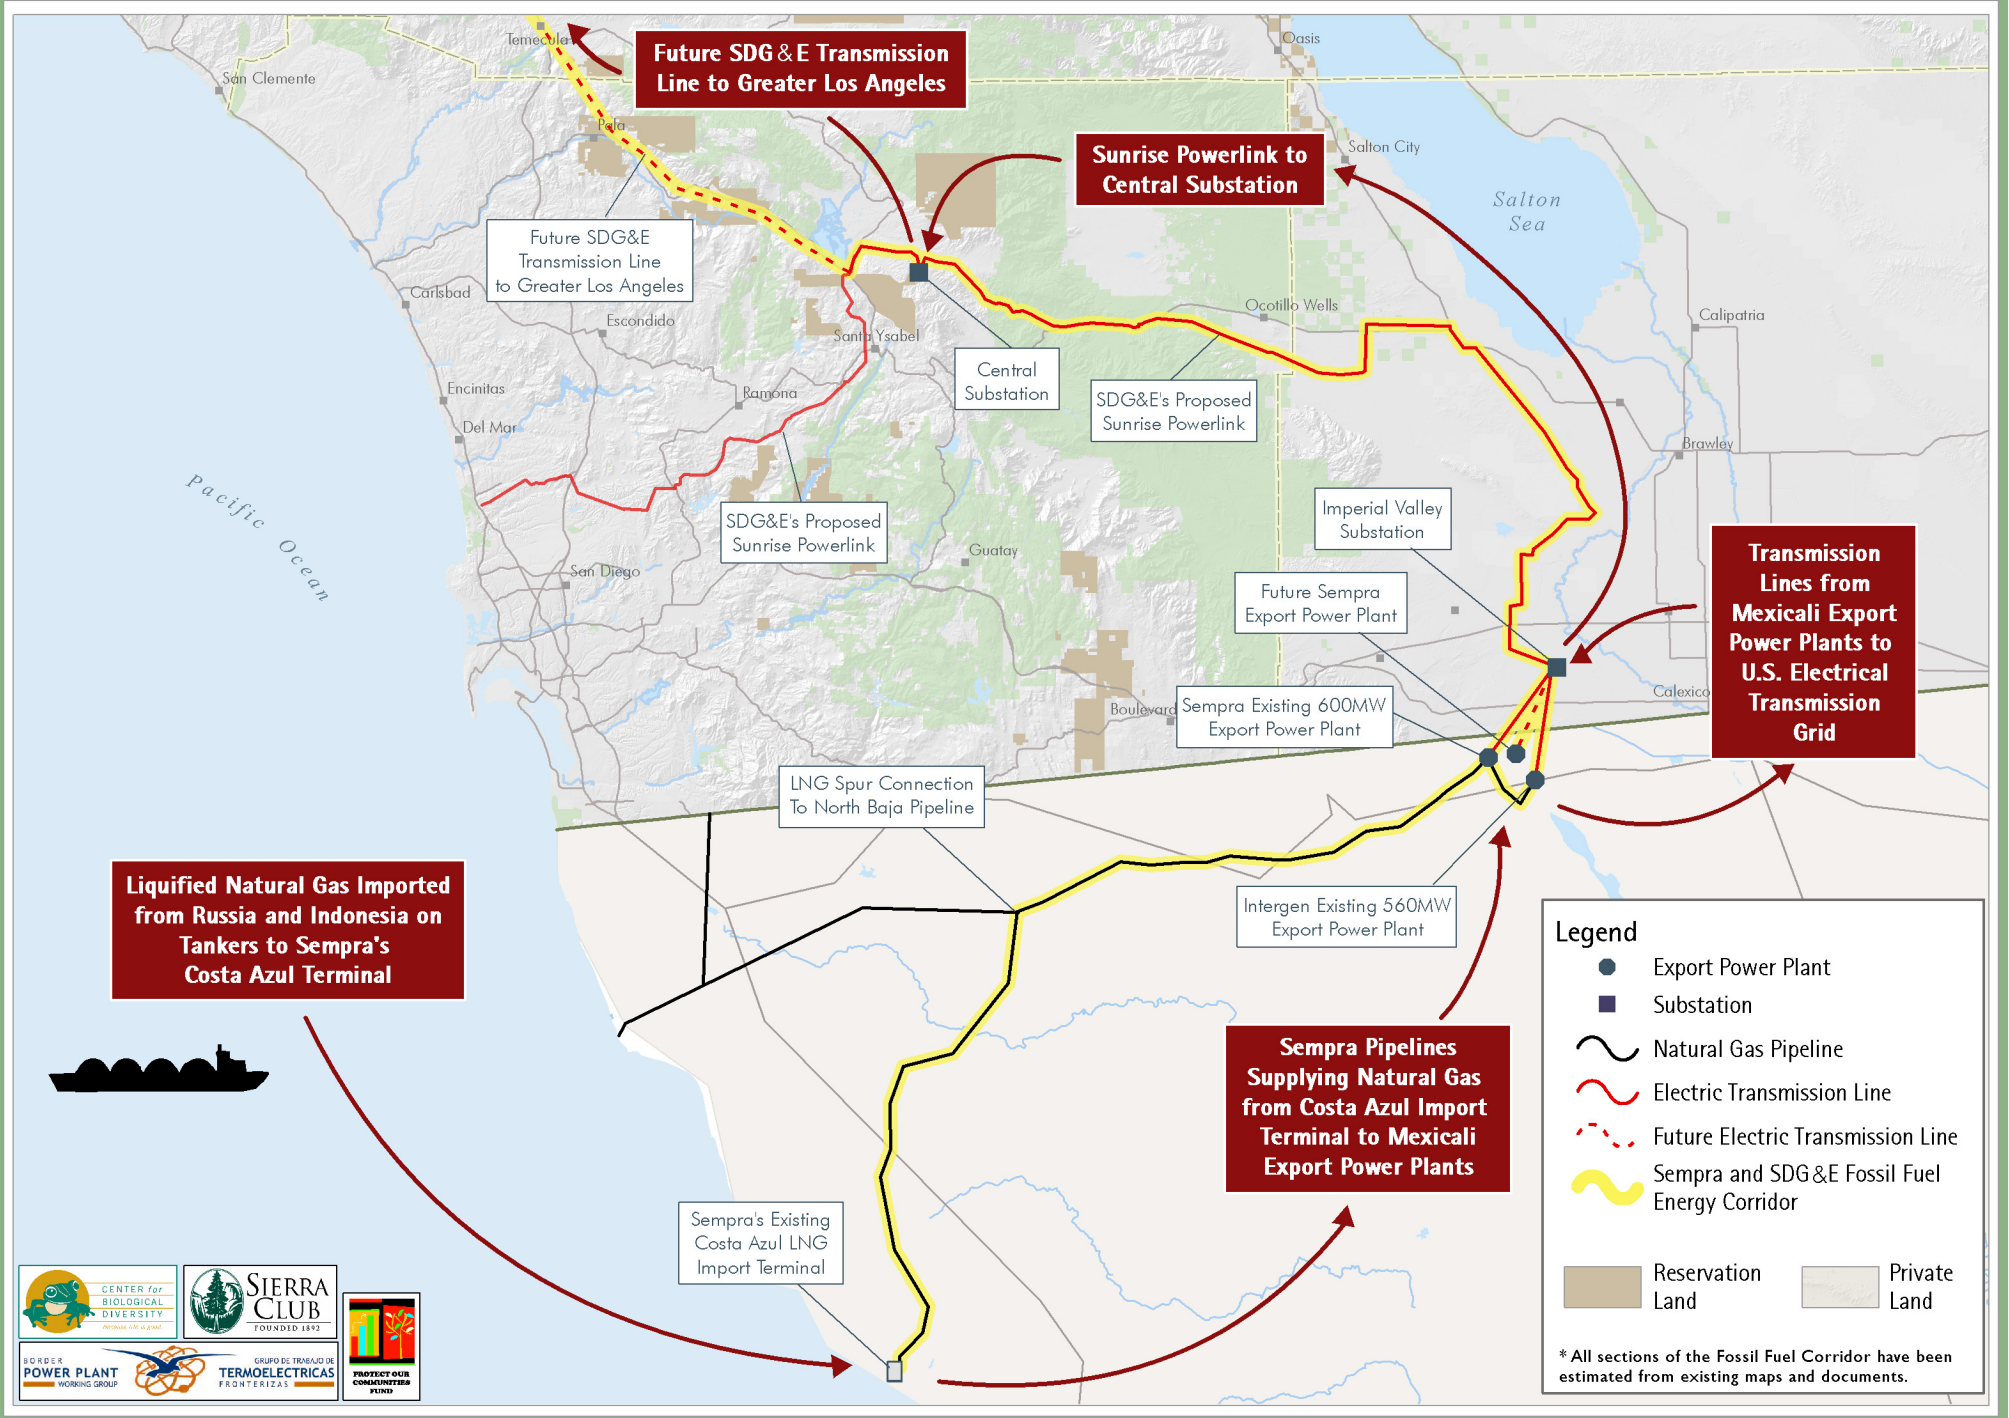 Temecula
San Clemente
Future SDG&E Transmission
Line to Greater Los Angeles
Oasis
Pala
Sunrise Powerlink to
Central Substation
Salton City
Salton
Sea
Future SDG&E
Transmission Line
to Greater Los Angeles
Carlsbad
Escondido
Santa Ysabel
Ocotillo Wells
Calipatria
Central
Substation
SDG&E's Proposed
Sunrise Powerlink
Encinitas
Ramona
Del Mar
Brawley
Pacific Ocean
SDG&E's Proposed
Sunrise Powerlink
Imperial Valley
Substation
Guatay
San Diego
Future Sempra
Export Power Plant
Transmission
Lines from
Mexicali Export
Power Plants to
U.S. Electrical
Transmission
Grid
Calexico
Boulevard
Sempra Existing 600MW
Export Power Plant
LNG Spur Connection
To North Baja Pipeline
Liquified Natural Gas Imported
from Russia and Indonesia on
Tankers to Sempra's
Costa Azul Terminal
Intergen Existing 560MW
Export Power Plant
Sempra Pipelines
Supplying Natural Gas
from Costa Azul Import
Terminal to Mexicali
Export Power Plants
Sempra's Existing
Costa Azul LNG
Import Terminal
Legend
Export Power Plant
Substation
Natural Gas Pipeline
Electric Transmission Line
Future Electric Transmission Line
Sempra and SDG&E Fossil Fuel
Energy Corridor
Reservation
Land
Private
Land
* All sections of the Fossil Fuel Corridor have been
estimated from existing maps and documents.
CENTER for
BIOLOGICAL
DIVERSITY
Because life is good.
SIERRA
CLUB
FOUNDED 1892
BORDER
POWER PLANT
WORKING GROUP
GRUPO DE TRABAJO DE
TERMOELECTRICAS
FRONTERIZAS
PROTECT OUR
COMMUNITIES
FUND